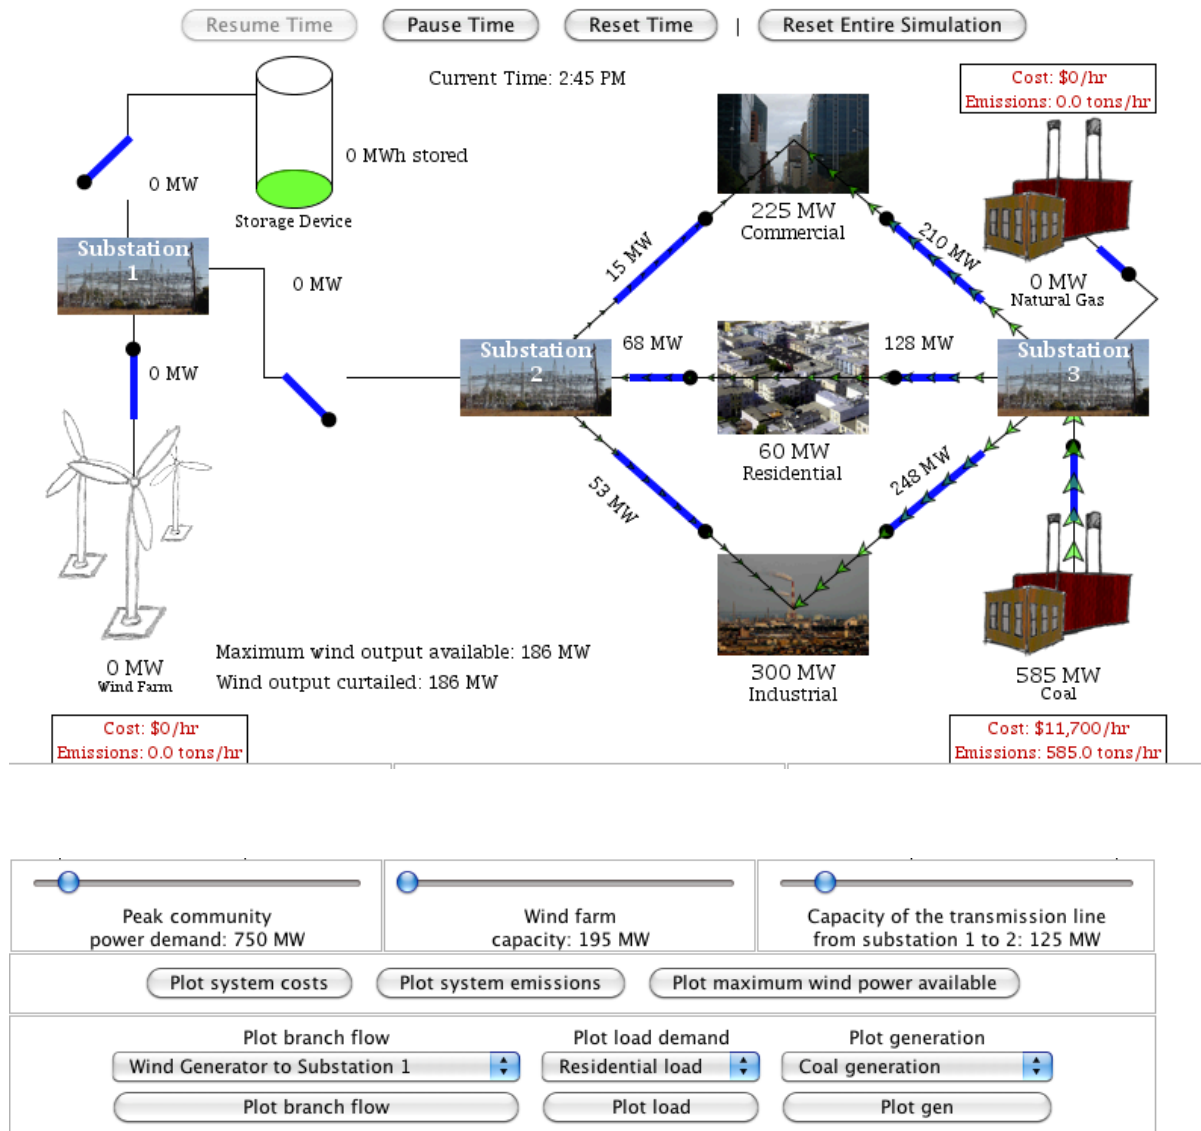 Resume Time
Pause Time
Reset Time
|
Reset Entire Simulation
Current Time: 2:45 PM
Cost: $0/hr
Emissions: 0.0 tons/hr
0 MWh stored
0 MW
Storage Device
225 MW
Commercial
210 MW
15 MW
Substation
1
0 MW
0 MW
Natural Gas
0 MW
Substation
2
68 MW
128 MW
Substation
3
60 MW
Residential
53 MW
248 MW
Maximum wind output available: 186 MW
Wind output curtailed: 186 MW
0 MW
Wind Farm
300 MW
Industrial
585 MW
Coal
Cost: $0/hr
Emissions: 0.0 tons/hr
Cost: $11,700/hr
Emissions: 585.0 tons/hr
Peak community
power demand: 750 MW
Wind farm
capacity: 195 MW
Capacity of the transmission line
from substation 1 to 2: 125 MW
Plot system costs
Plot system emissions
Plot maximum wind power available
Plot branch flow
Plot load demand
Plot generation
Wind Generator to Substation 1
Residential load
Coal generation
Plot branch flow
Plot load
Plot gen